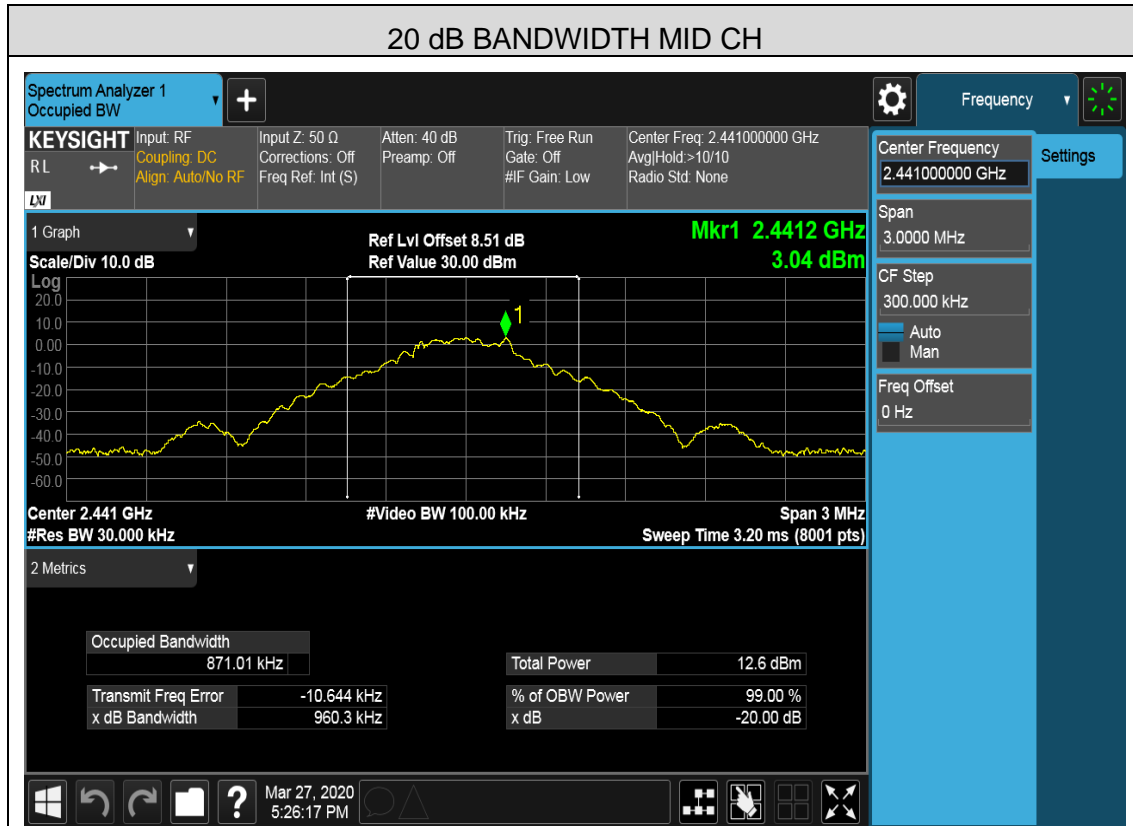 20 dB BANDWIDTH MID CH
Spectrum Analyzer 1
Occupied BW
+
Frequency
KEYSIGHT
RL
LXI
Input: RF
Coupling: DC
Align: Auto/No RF
Input Z: 50 Ω
Corrections: Off
Freq Ref: Int (S)
Atten: 40 dB
Preamp: Off
Trig: Free Run
Gate: Off
#IF Gain: Low
Center Freq: 2.441000000 GHz
Avg|Hold:>10/10
Radio Std: None
Center Frequency
2.441000000 GHz
Settings
Span
3.0000 MHz
CF Step
300.000 kHz
Auto
Man
Freq Offset
0 Hz
1 Graph
Scale/Div 10.0 dB
Ref Lvl Offset 8.51 dB
Ref Value 30.00 dBm
Mkr1 2.4412 GHz
3.04 dBm
Log
20.0
10.0
0.00
-10.0
-20.0
-30.0
-40.0
-50.0
-60.0
1
Center 2.441 GHz
#Res BW 30.000 kHz
#Video BW 100.00 kHz
Span 3 MHz
Sweep Time 3.20 ms (8001 pts)
2 Metrics
Occupied Bandwidth
871.01 kHz
Total Power 12.6 dBm
Transmit Freq Error -10.644 kHz
% of OBW Power 99.00 %
x dB Bandwidth 960.3 kHz
x dB -20.00 dB
?
Mar 27, 2020
5:26:17 PM